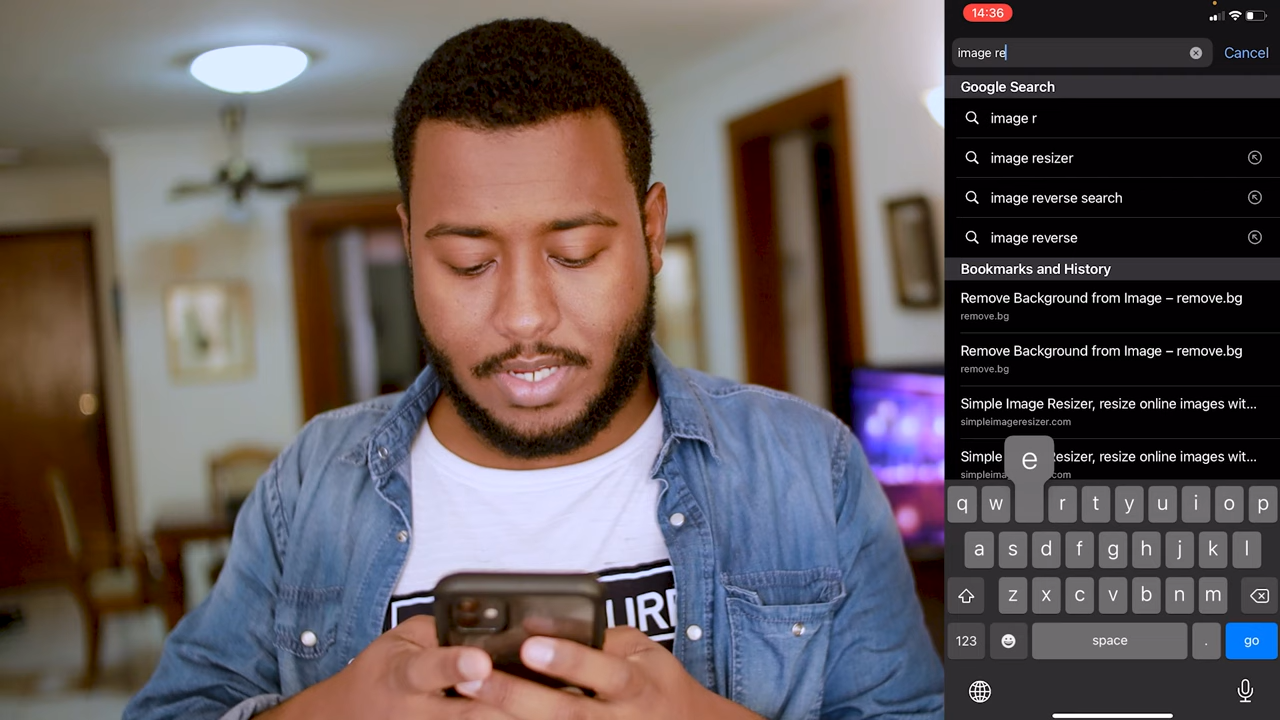 14:36
image re
Cancel
Google Search
image r
image resizer
image reverse search
image reverse
Bookmarks and History
Remove Background from Image – remove.bg
remove.bg
Remove Background from Image – remove.bg
remove.bg
Simple Image Resizer, resize online images wit...
simpleimageresizer.com
Simple
Resizer, resize online images wit...
e
q w r t y u i o p
a s d f g h j k l
z x c v b n m
123
space
.
go